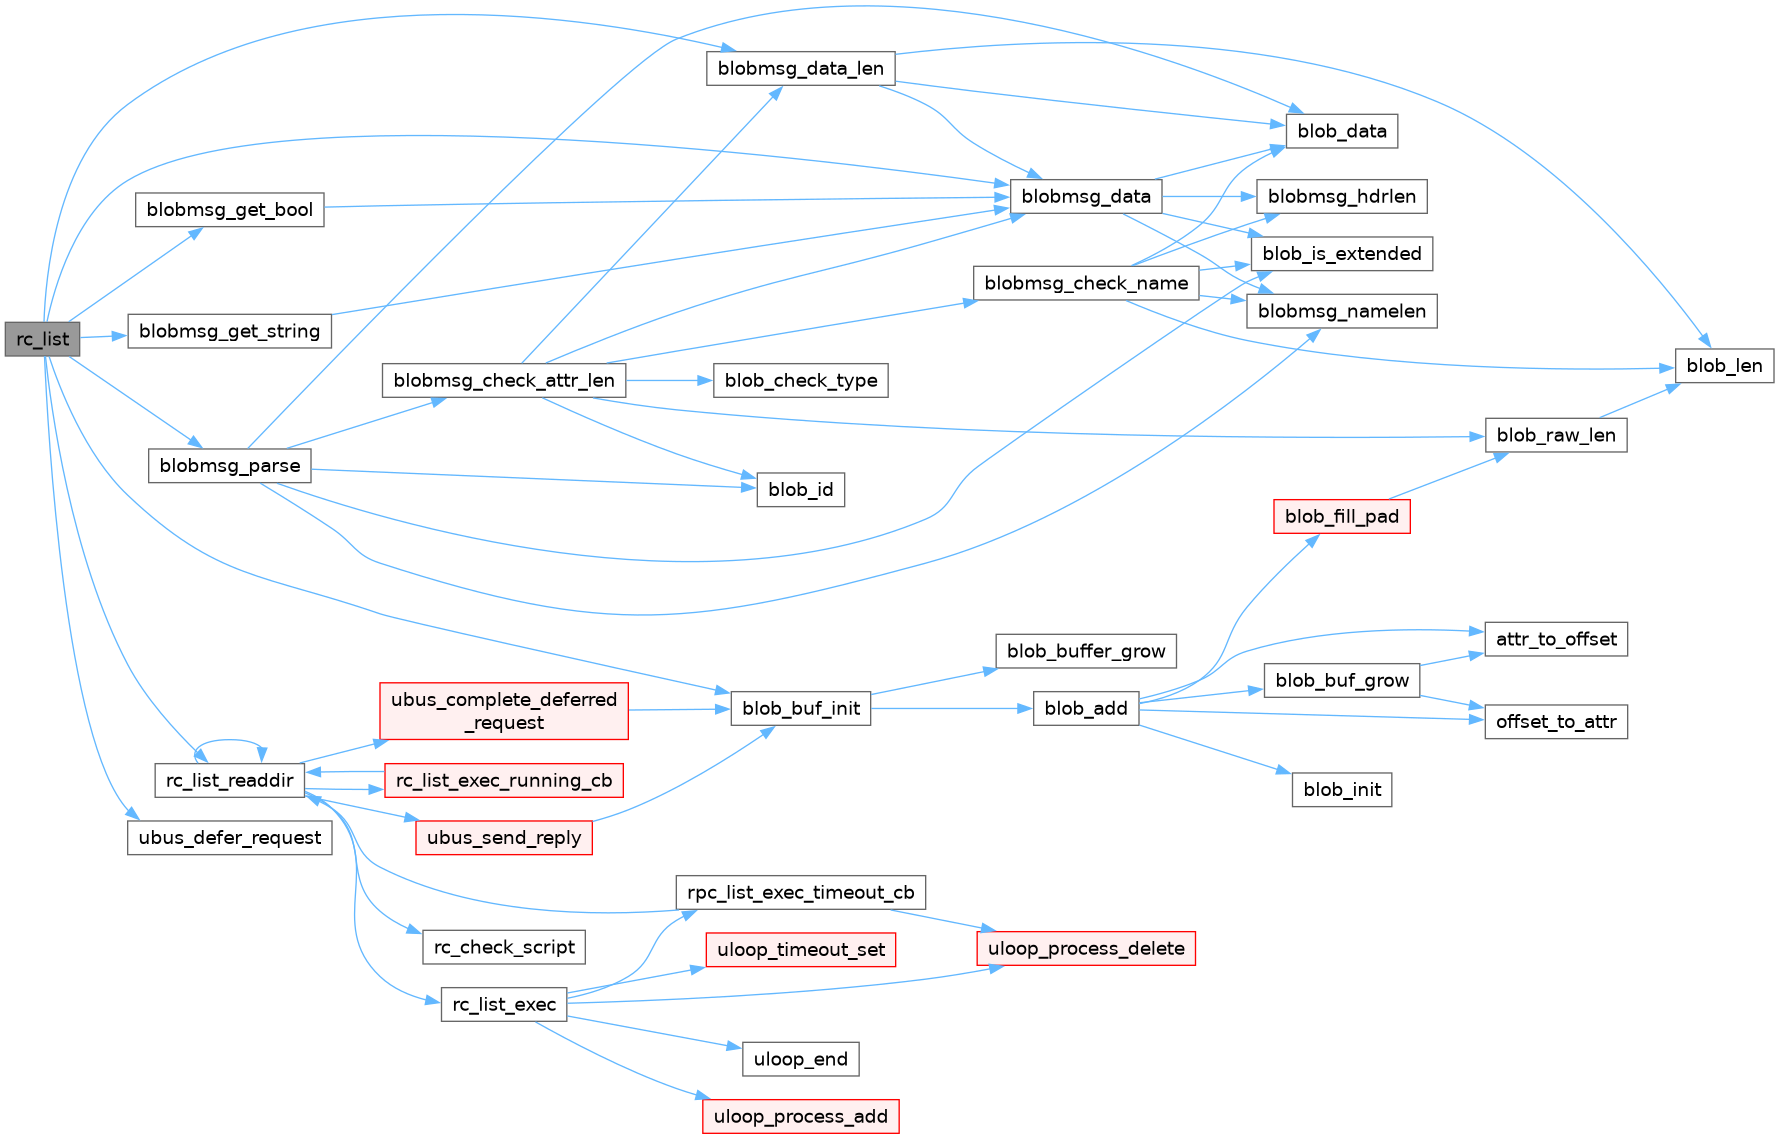 rc_list
blobmsg_get_bool
blobmsg_get_string
blobmsg_parse
rc_list_readdir
ubus_defer_request
blobmsg_check_attr_len
ubus_complete_deferred
_request
rc_list_exec_running_cb
ubus_send_reply
rc_check_script
rc_list_exec
blobmsg_data_len
blob_check_type
blob_id
blob_buf_init
rpc_list_exec_timeout_cb
uloop_timeout_set
uloop_end
uloop_process_add
blobmsg_data
blobmsg_check_name
blob_buffer_grow
blob_add
uloop_process_delete
blob_data
blobmsg_hdrlen
blob_is_extended
blobmsg_namelen
blob_fill_pad
blob_buf_grow
blob_init
blob_raw_len
attr_to_offset
offset_to_attr
blob_len